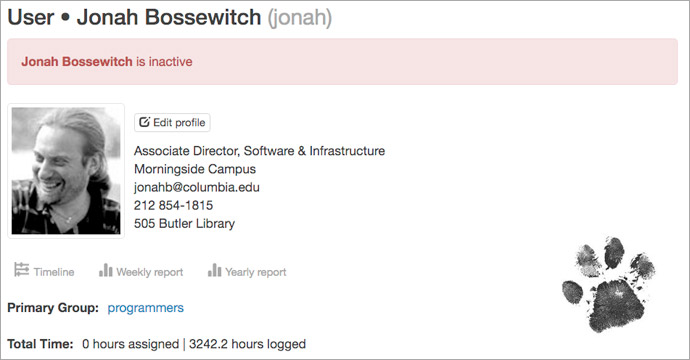 User • Jonah Bossewitch (jonah)
Jonah Bossewitch is inactive
Edit profile
Associate Director, Software & Infrastructure
Morningside Campus
jonahb@columbia.edu
212 854-1815
505 Butler Library
Timeline Weekly report Yearly report
Primary Group: programmers
Total Time: 0 hours assigned | 3242.2 hours logged